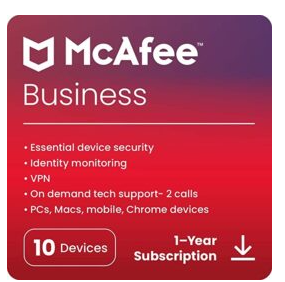 McAfee™
Business
• Essential device security
• Identity monitoring
• VPN
• On demand tech support- 2 calls
• PCs, Macs, mobile, Chrome devices
10 Devices
1–Year
Subscription